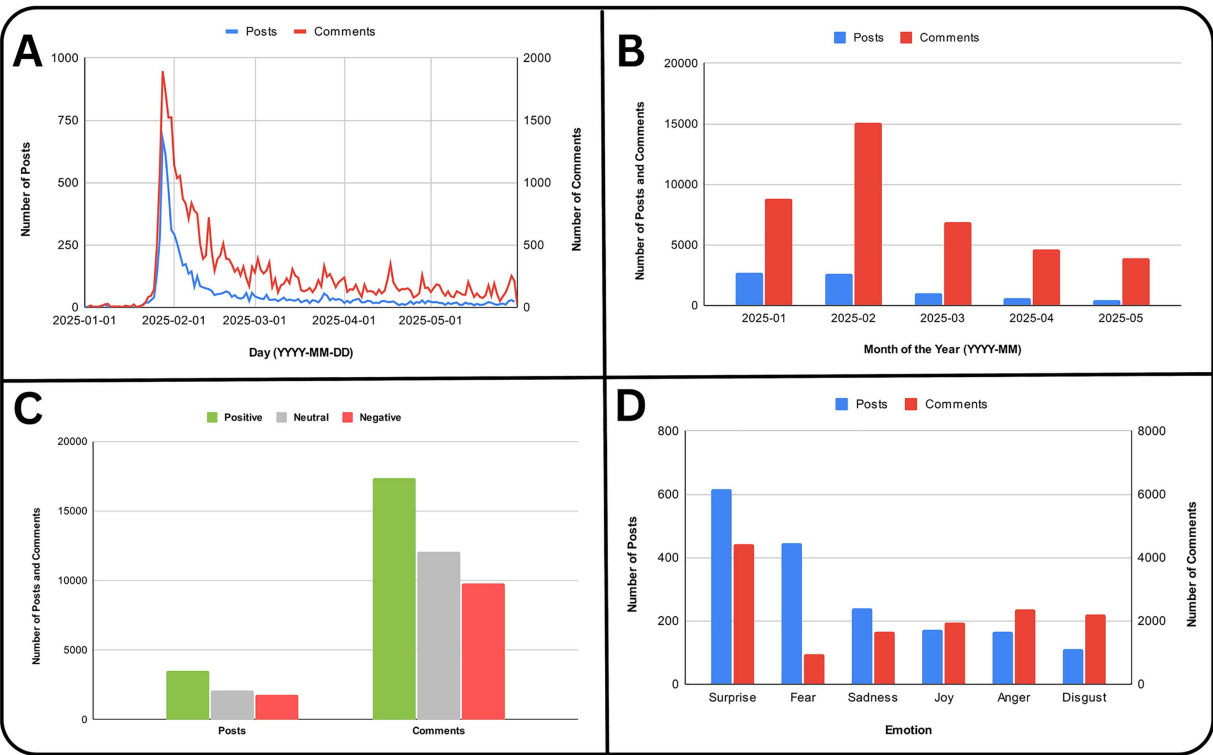 A
Posts Comments
1000
750
500
250
0
2000
1500
1000
500
0
Number of Posts
Number of Comments
2025-01-01 2025-02-01 2025-03-01 2025-04-01 2025-05-01
Day (YYYY-MM-DD)
B
Posts Comments
20000
15000
10000
5000
0
Number of Posts and Comments
2025-01 2025-02 2025-03 2025-04 2025-05
Month of the Year (YYYY-MM)
C
Positive Neutral Negative
20000
15000
10000
5000
0
Number of Posts and Comments
Posts Comments
D
Posts Comments
800
600
400
200
0
8000
6000
4000
2000
0
Number of Posts
Number of Comments
Surprise Fear Sadness Joy Anger Disgust
Emotion